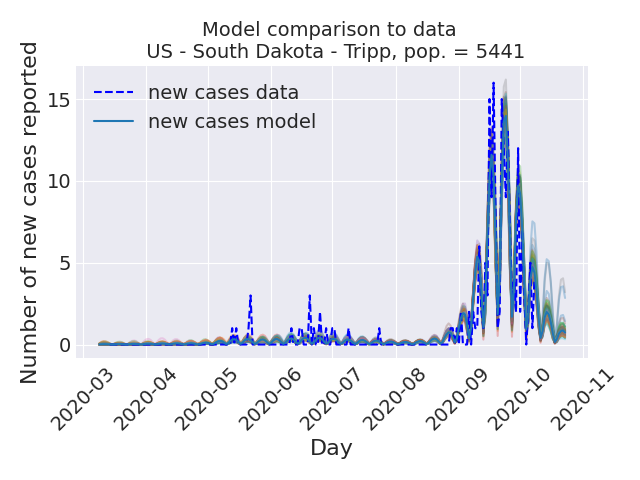 Model comparison to data
US - South Dakota - Tripp, pop. = 5441
Number of new cases reported
new cases data
new cases model
15
10
5
0
2020-03
2020-04
2020-05
2020-06
2020-07
2020-08
2020-09
2020-10
2020-11
Day